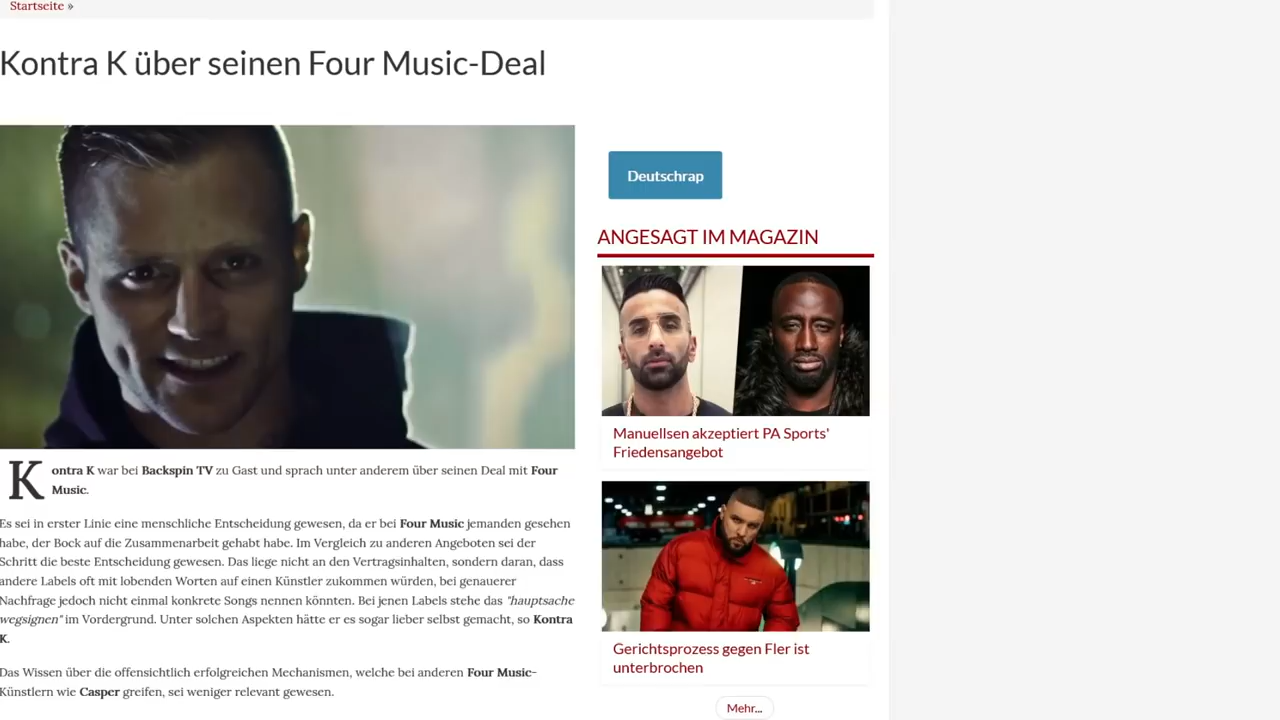 Startseite »
Kontra K über seinen Four Music-Deal
Kontra K war bei Backspin TV zu Gast und sprach unter anderem über seinen Deal mit Four
Music.
Es sei in erster Linie eine menschliche Entscheidung gewesen, da er bei Four Music jemanden gesehen
habe, der Bock auf die Zusammenarbeit gehabt habe. Im Vergleich zu anderen Angeboten sei der
Schritt die beste Entscheidung gewesen. Das liege nicht an den Vertragsinhalten, sondern daran, dass
andere Labels oft mit lobenden Worten auf einen Künstler zukommen würden, bei genauerer
Nachfrage jedoch nicht einmal konkrete Songs nennen könnten. Bei jenen Labels stehe das "hauptsache
wegsignen" im Vordergrund. Unter solchen Aspekten hätte er es sogar lieber selbst gemacht, so Kontra
K.
Das Wissen über die offensichtlich erfolgreichen Mechanismen, welche bei anderen Four Music-
Künstlern wie Casper greifen, sei weniger relevant gewesen.
Deutschrap
ANGESAGT IM MAGAZIN
Manuellsen akzeptiert PA Sports'
Friedensangebot
Gerichtsprozess gegen Fler ist
unterbrochen
Mehr...